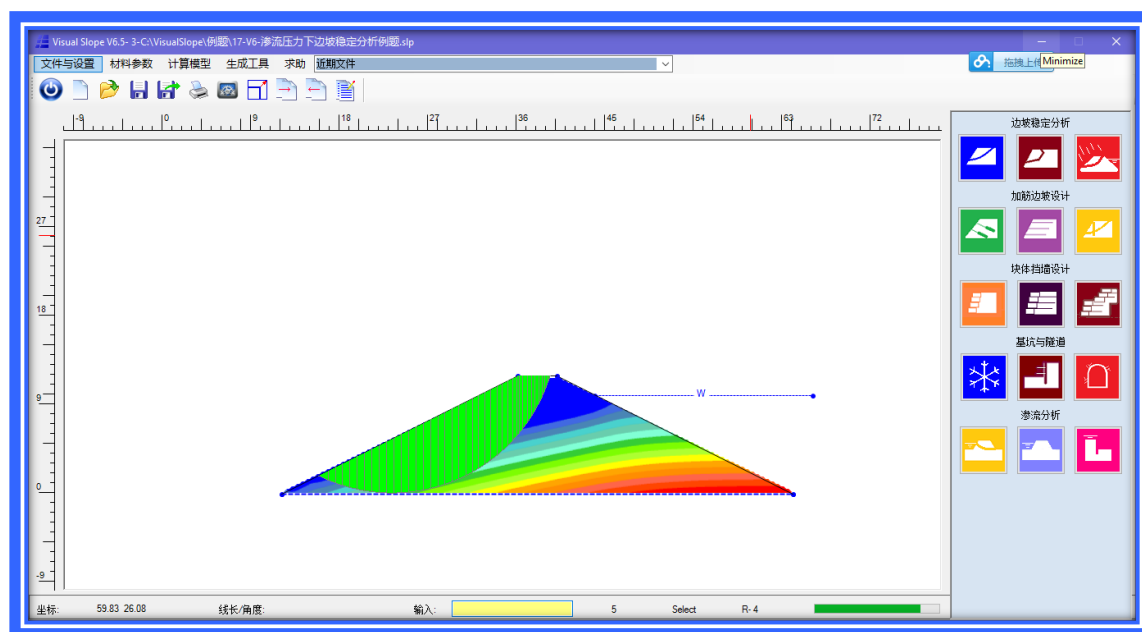 Visual Slope V6.5- 3-C:\VisualSlope\例题\17-V6-渗流压力下边坡稳定分析例题.slp
文件与设置 材料参数 计算模型 生成工具 求助 近期文件
拖拽上传
Minimize
-9 0 9 18 27 36 45 54 63 72
边坡稳定分析
加筋边坡设计
27
块体挡墙设计
18
基坑与隧道
9
W
渗流分析
0
-9
坐标: 59.83 26.08 线长/角度: 输入: 5 Select R- 4